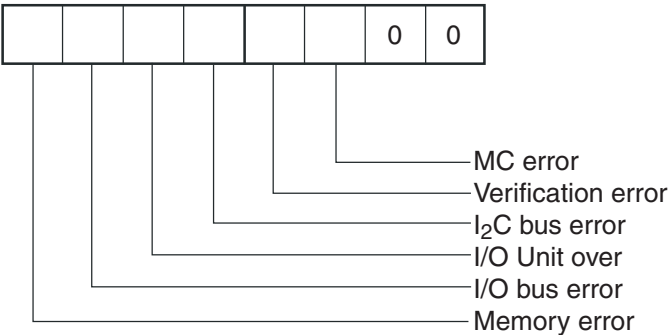 0 0
MC error
Verification error
I₂C bus error
I/O Unit over
I/O bus error
Memory error